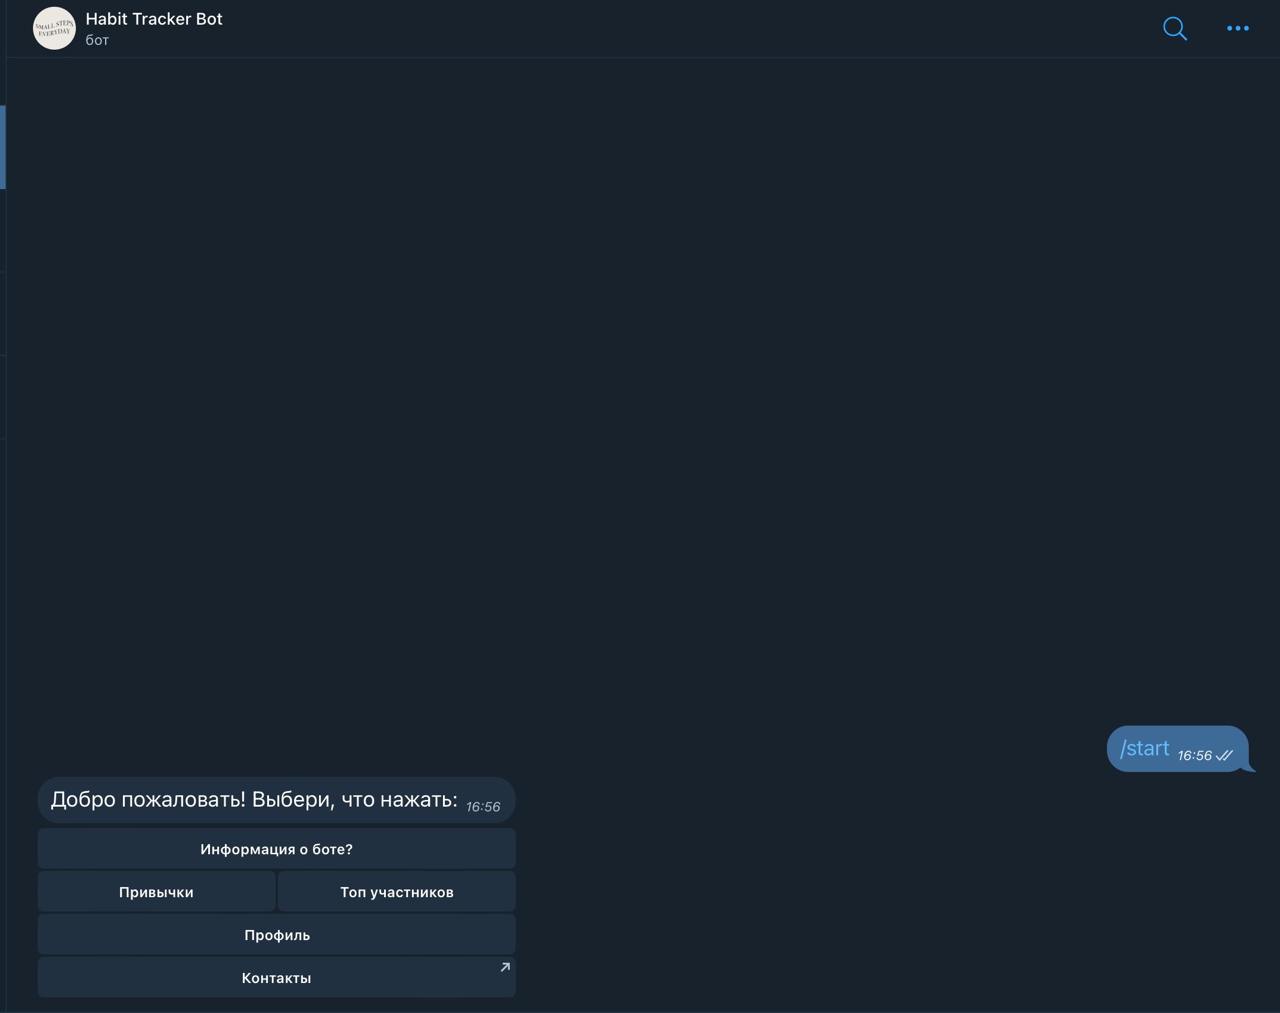 Habit Tracker Bot
SMALL STEPS,
EVERYDAY
бот
/start 16:56
Добро пожаловать! Выбери, что нажать: 16:56
Информация о боте?
Привычки
Топ участников
Профиль
Контакты